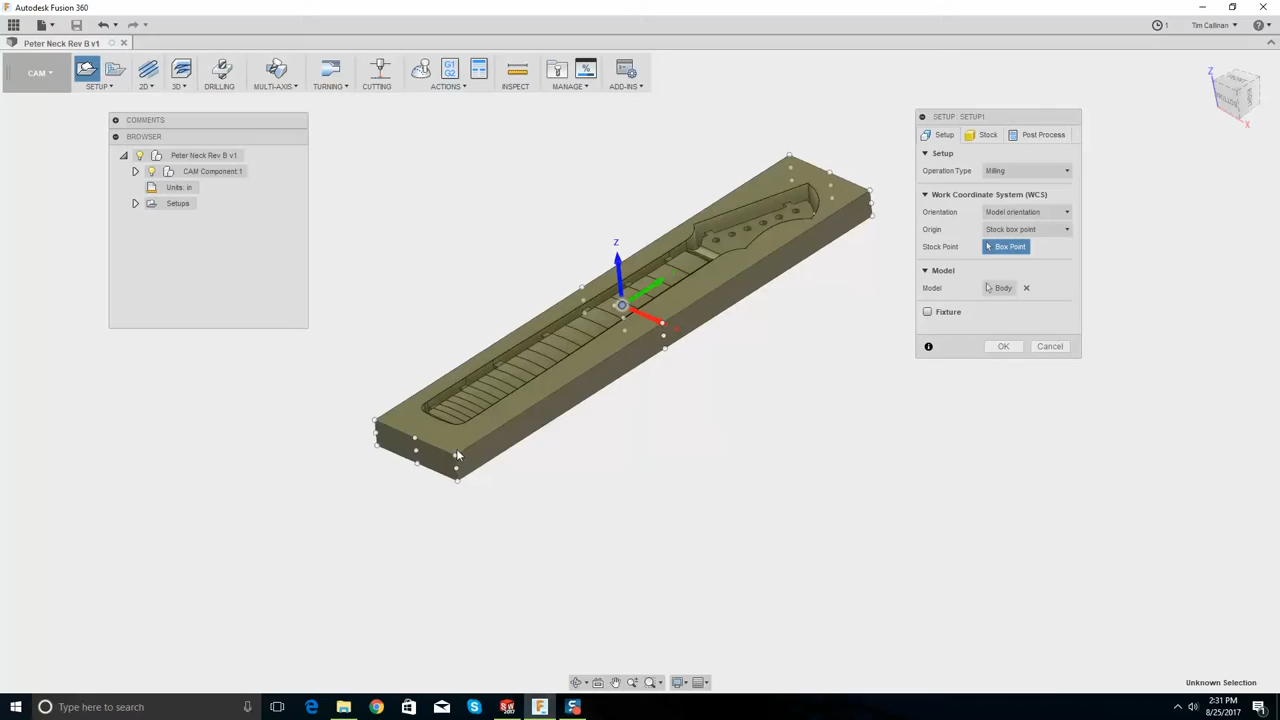 Autodesk Fusion 360
1 Tim Callinan
Peter Neck Rev B v1
CAM
SETUP 2D 3D DRILLING MULTI-AXIS TURNING CUTTING ACTIONS INSPECT MANAGE ADD-INS
G1
G2
Z
X
COMMENTS
BROWSER
Peter Neck Rev B v1
CAM Component:1
Units: in
Setups
Z
SETUP : SETUP1
Setup Stock Post Process
Setup
Operation Type Milling
Work Coordinate System (WCS)
Orientation Model orientation
Origin Stock box point
Stock Point Box Point
Model
Model Body
Fixture
OK Cancel
Unknown Selection
Type here to search
2:31 PM
8/25/2017